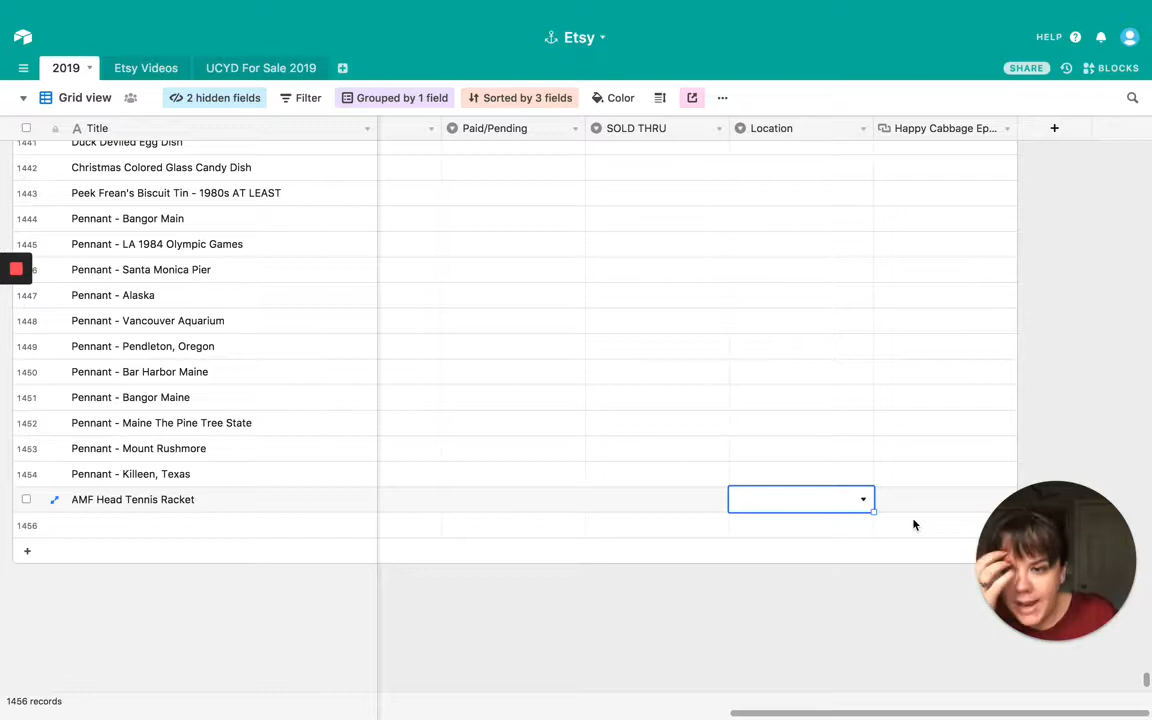 Etsy
HELP
2019
Etsy Videos
UCYD For Sale 2019
SHARE
BLOCKS
Grid view
2 hidden fields
Filter
Grouped by 1 field
Sorted by 3 fields
Color
A Title
Paid/Pending
SOLD THRU
Location
Happy Cabbage Ep...
1441 Duck Deviled Egg Dish
1442 Christmas Colored Glass Candy Dish
1443 Peek Frean's Biscuit Tin - 1980s AT LEAST
1444 Pennant - Bangor Main
1445 Pennant - LA 1984 Olympic Games
6 Pennant - Santa Monica Pier
1447 Pennant - Alaska
1448 Pennant - Vancouver Aquarium
1449 Pennant - Pendleton, Oregon
1450 Pennant - Bar Harbor Maine
1451 Pennant - Bangor Maine
1452 Pennant - Maine The Pine Tree State
1453 Pennant - Mount Rushmore
1454 Pennant - Killeen, Texas
AMF Head Tennis Racket
1456
1456 records